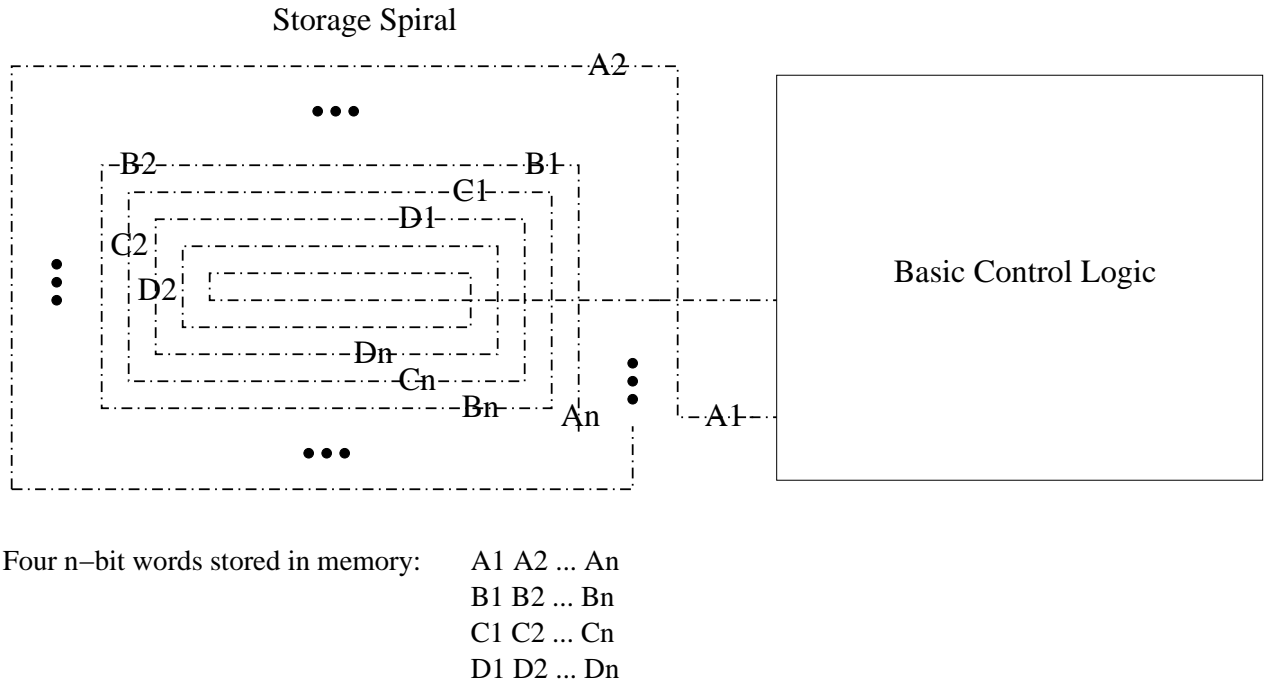 Storage Spiral
A2
B2 B1
C1
D1
C2
D2
Basic Control Logic
Dn
Cn
Bn
An
A1
Four n−bit words stored in memory: A1 A2 ... An
B1 B2 ... Bn
C1 C2 ... Cn
D1 D2 ... Dn